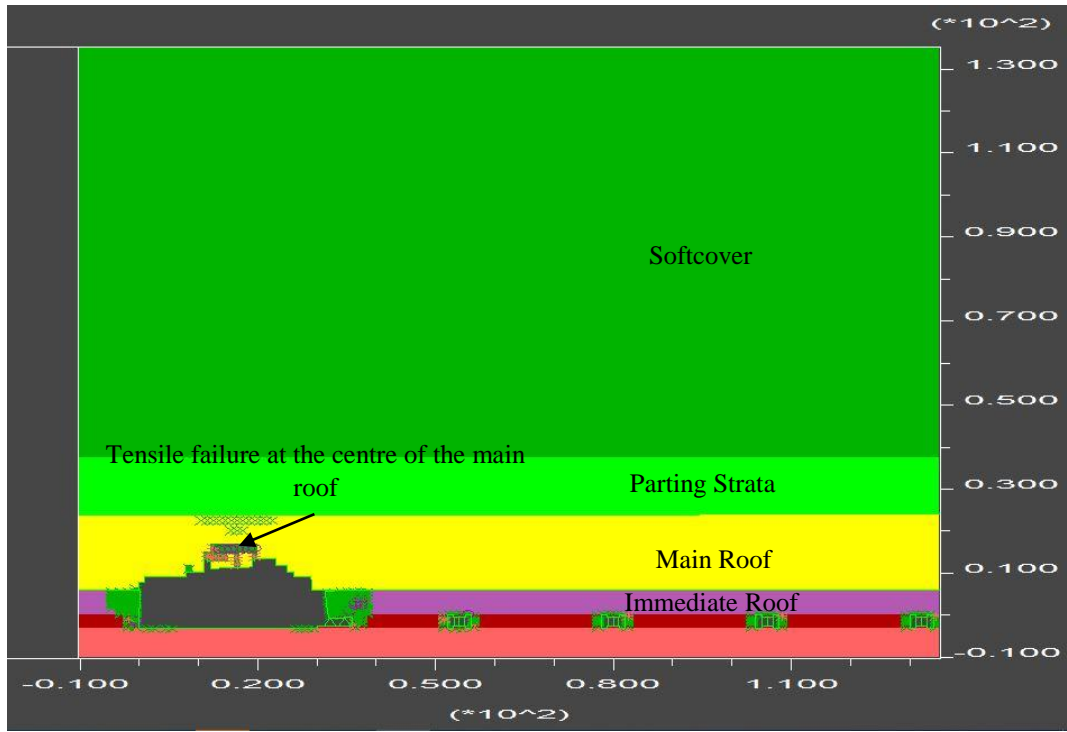 (*10^2)
1.300
1.100
0.900
Softcover
0.700
0.500
Tensile failure at the centre of the main
roof
Parting Strata
0.300
Main Roof
0.100
Immediate Roof
-0.100
-0.100 0.200 0.500 0.800 1.100
(*10^2)